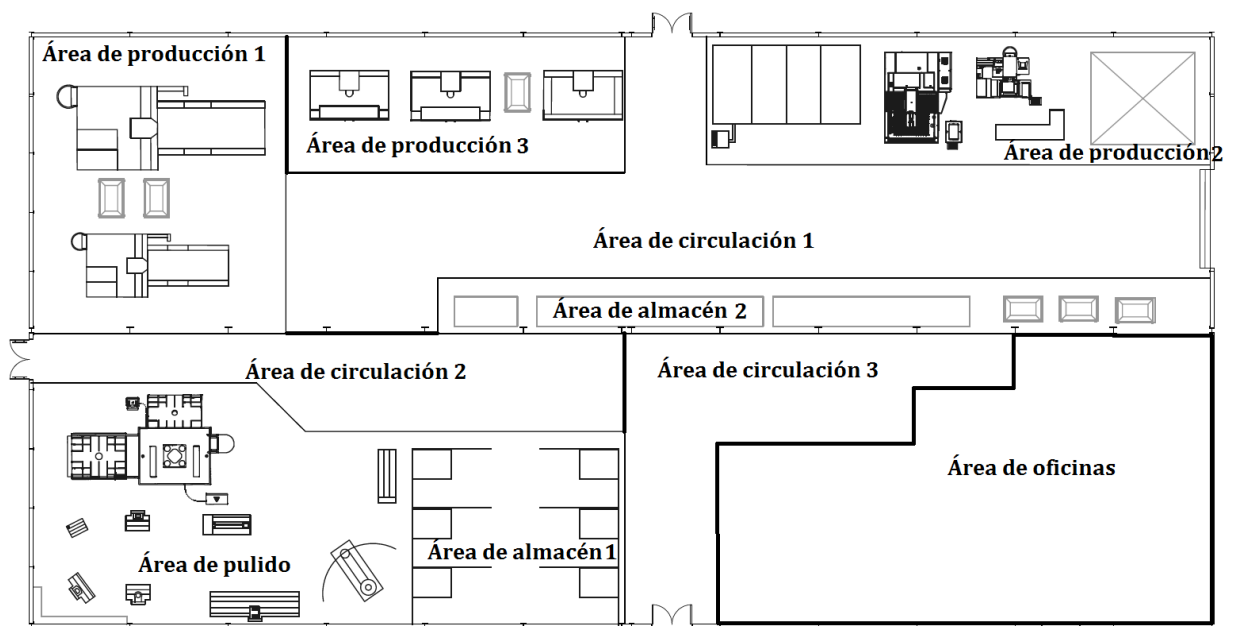 Área de producción 1
Área de producción 3
Área de producción 2
Área de circulación 1
Área de almacén 2
Área de circulación 2
Área de circulación 3
Área de oficinas
Área de almacén 1
Área de pulido